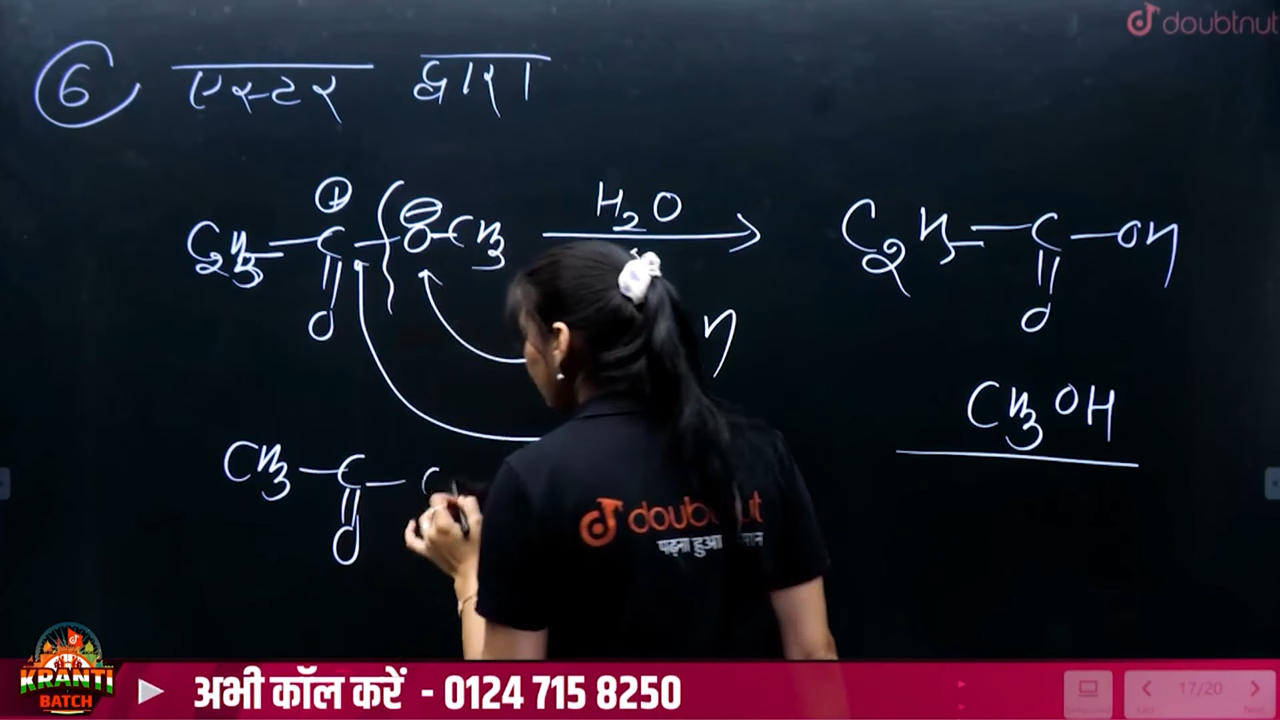 doubtnut
6 एस्टर द्वारा
⊕ ⊖
C₂H₅—C—O—CH₃ H₂O → C₂H₅—C—OH
O O
H
CH₃OH
CH₃—C—
O
doubtnut
पढ़ना हुआ
KRANTI
BATCH
अभी कॉल करें - 0124 715 8250
17/20